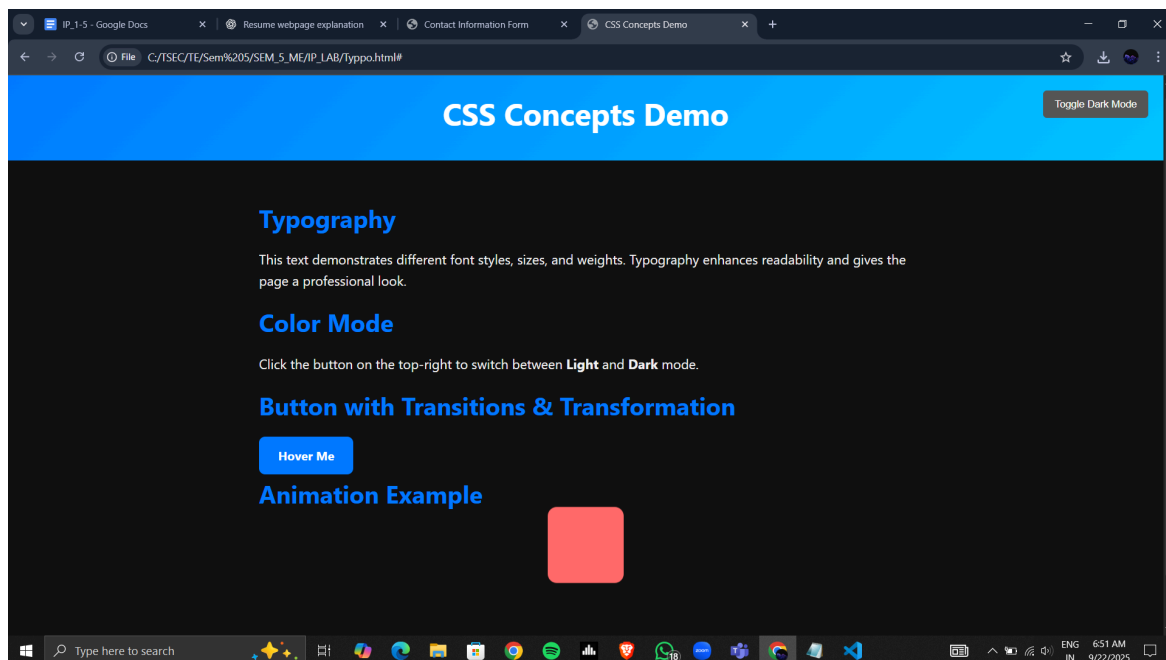 IP_1-5 - Google Docs
Resume webpage explanation
Contact Information Form
CSS Concepts Demo
File C:/TSEC/TE/Sem%205/SEM_5_ME/IP_LAB/Typpo.html#
CSS Concepts Demo
Toggle Dark Mode
Typography
This text demonstrates different font styles, sizes, and weights. Typography enhances readability and gives the
page a professional look.
Color Mode
Click the button on the top-right to switch between Light and Dark mode.
Button with Transitions & Transformation
Hover Me
Animation Example
Type here to search
zoom
18
ENG
IN
6:51 AM
9/22/2025